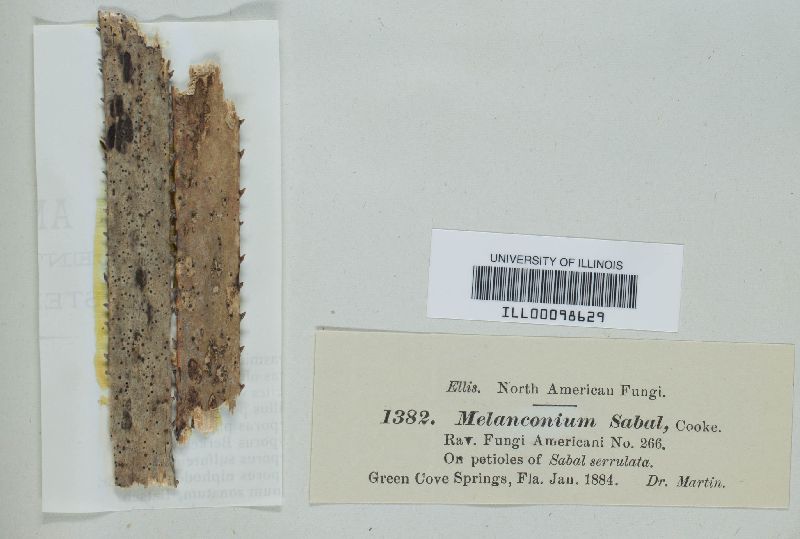 UNIVERSITY OF ILLINOIS
ILL00098629
Ellis. North American Fungi.
1382. Melanconium Sabal, Cooke.
Rav. Fungi Americani No. 266.
On petioles of Sabal serrulata.
Green Cove Springs, Fla. Jan. 1884. Dr. Martin.